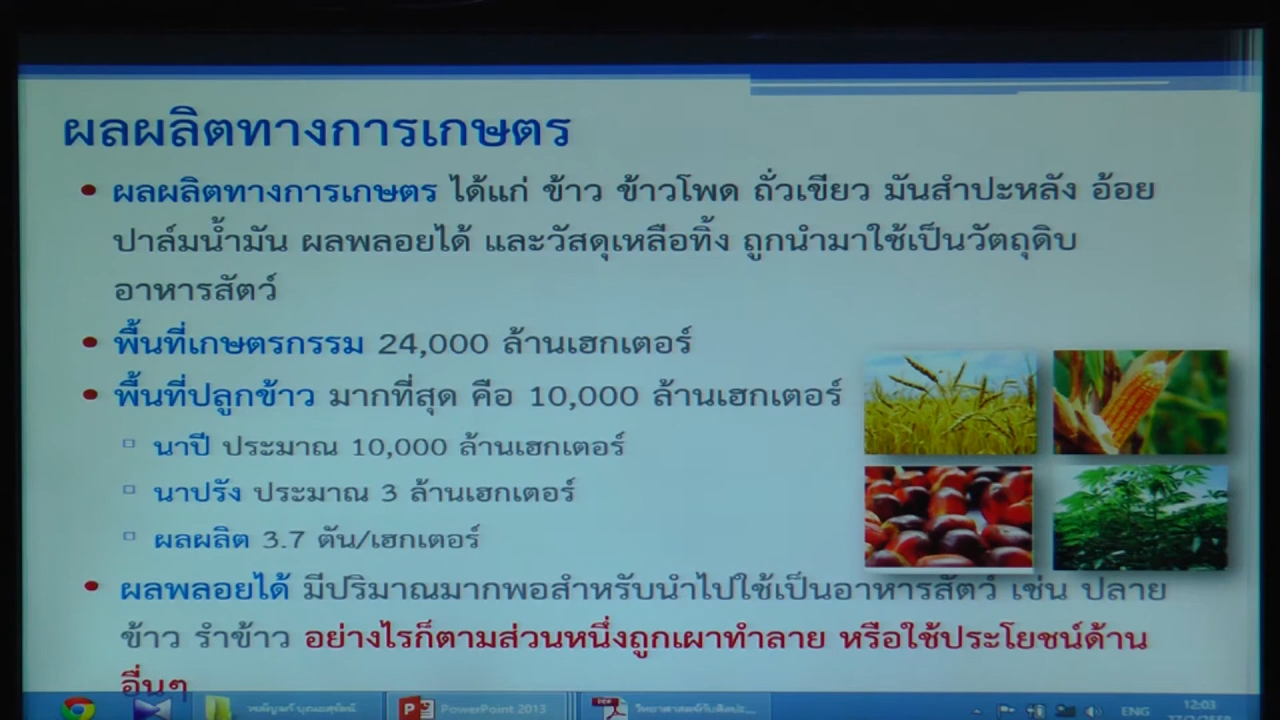 ผลผลิตทางการเกษตร
• ผลผลิตทางการเกษตร ได้แก่ ข้าว ข้าวโพด ถั่วเขียว มันสำปะหลัง อ้อย
ปาล์มน้ำมัน ผลพลอยได้ และวัสดุเหลือทิ้ง ถูกนำมาใช้เป็นวัตถุดิบ
อาหารสัตว์
• พื้นที่เกษตรกรรม 24,000 ล้านเฮกเตอร์
• พื้นที่ปลูกข้าว มากที่สุด คือ 10,000 ล้านเฮกเตอร์
นาปี ประมาณ 10,000 ล้านเฮกเตอร์
นาปรัง ประมาณ 3 ล้านเฮกเตอร์
ผลผลิต 3.7 ตัน/เฮกเตอร์
• ผลพลอยได้ มีปริมาณมากพอสำหรับนำไปใช้เป็นอาหารสัตว์ เช่น ปลาย
ข้าว รำข้าว อย่างไรก็ตามส่วนหนึ่งถูกเผาทำลาย หรือใช้ประโยชน์ด้าน
อื่นๆ
PowerPoint 2013
ENG
12:03